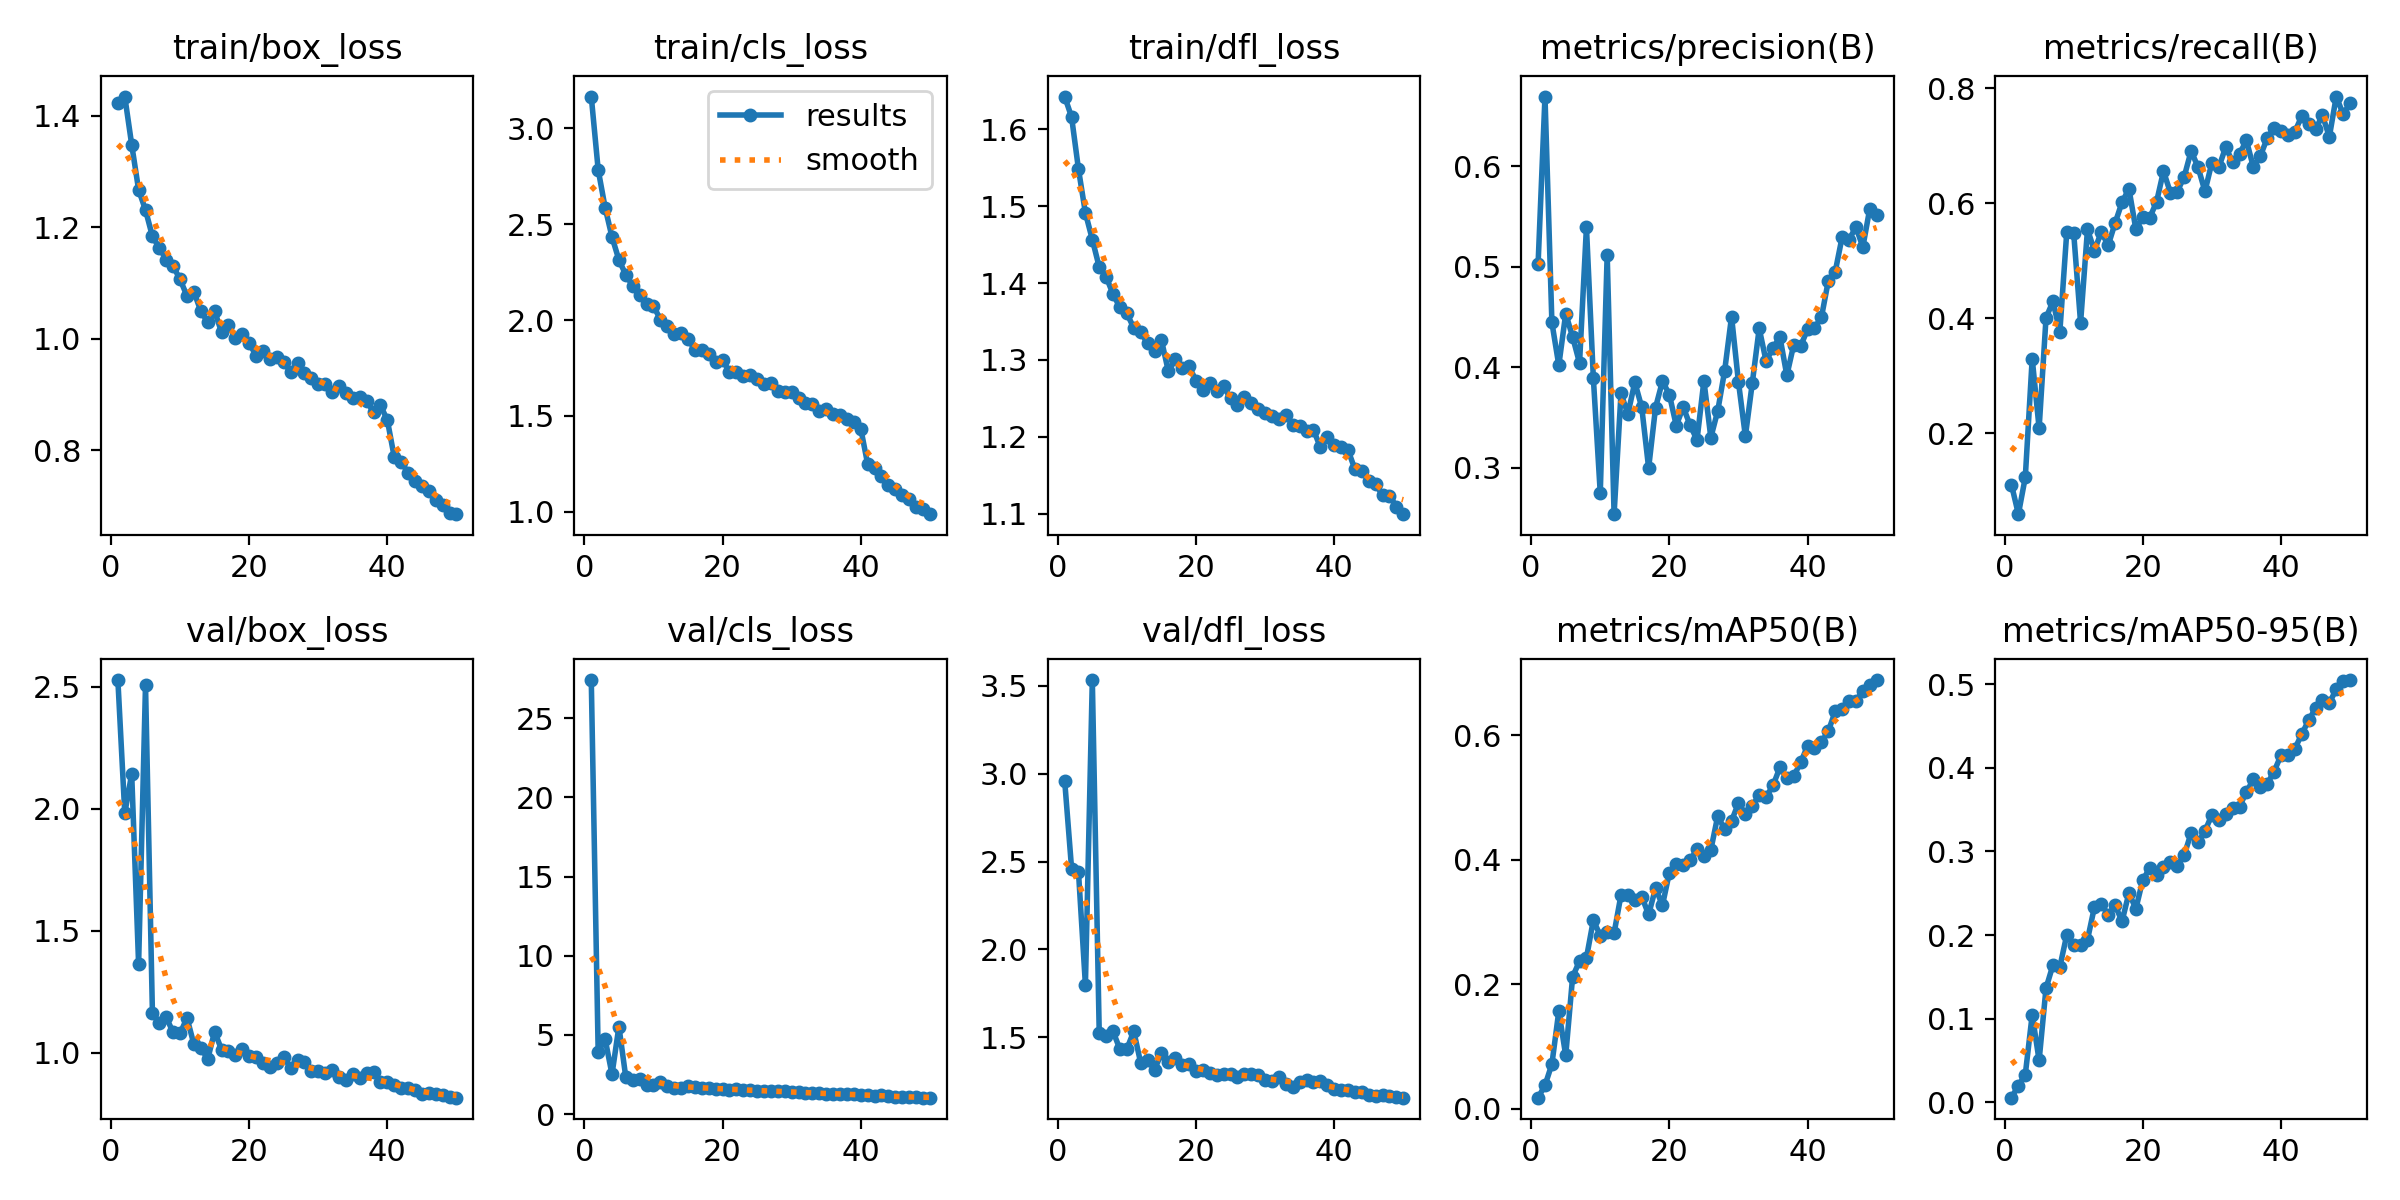 train/box_loss
1.4
1.2
1.0
0.8
0 20 40
train/cls_loss
results
smooth
3.0
2.5
2.0
1.5
1.0
0 20 40
train/dfl_loss
1.6
1.5
1.4
1.3
1.2
1.1
0 20 40
metrics/precision(B)
0.6
0.5
0.4
0.3
0 20 40
metrics/recall(B)
0.8
0.6
0.4
0.2
0 20 40
val/box_loss
2.5
2.0
1.5
1.0
0 20 40
val/cls_loss
25
20
15
10
5
0
0 20 40
val/dfl_loss
3.5
3.0
2.5
2.0
1.5
0 20 40
metrics/mAP50(B)
0.6
0.4
0.2
0.0
0 20 40
metrics/mAP50-95(B)
0.5
0.4
0.3
0.2
0.1
0.0
0 20 40